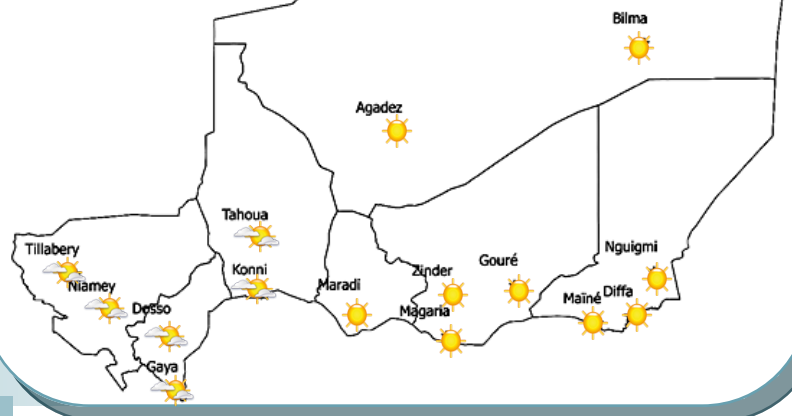 Bilma
Agadez
Tahoua
Tillabery
Nguigmi
Gouré
Konni
Zinder
Niamey
Maradi
Diffa
Maïné
Dosso
Magaria
Gaya